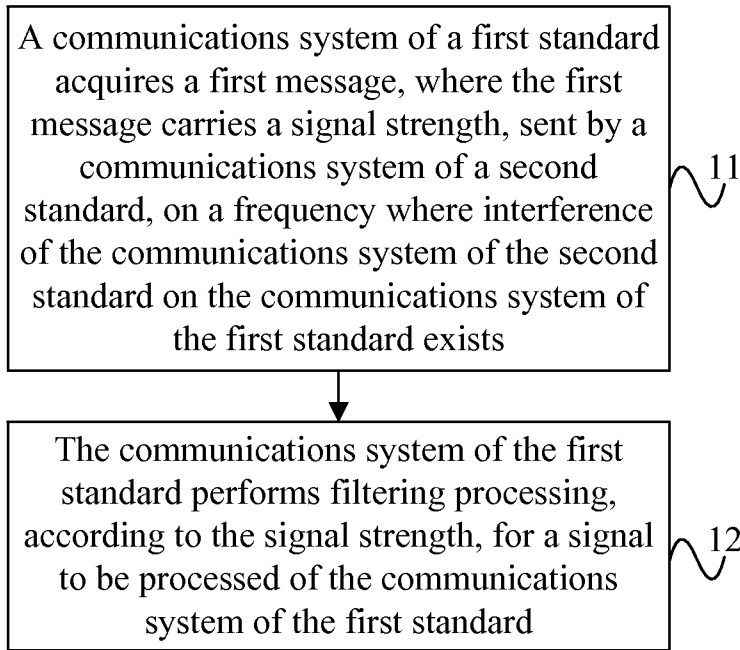 A communications system of a first standard
acquires a first message, where the first
message carries a signal strength, sent by a
communications system of a second
standard, on a frequency where interference
of the communications system of the second
standard on the communications system of
the first standard exists
11
The communications system of the first
standard performs filtering processing,
according to the signal strength, for a signal
to be processed of the communications
system of the first standard
12